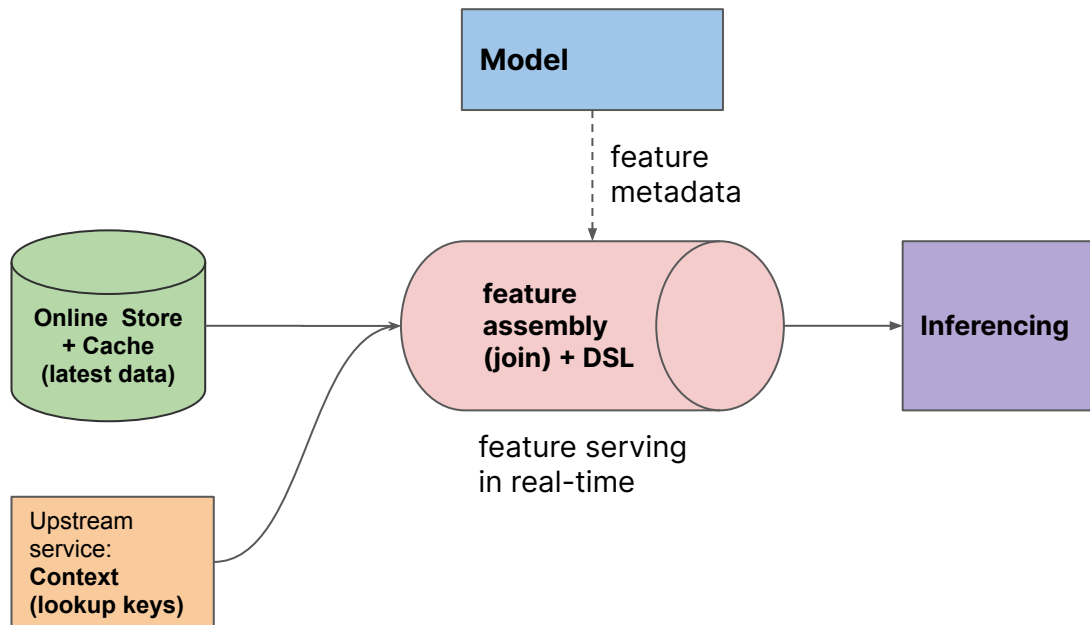 Model
feature
metadata
Online Store
+ Cache
(latest data)
feature
assembly
(join) + DSL
Inferencing
feature serving
in real-time
Upstream
service:
Context
(lookup keys)